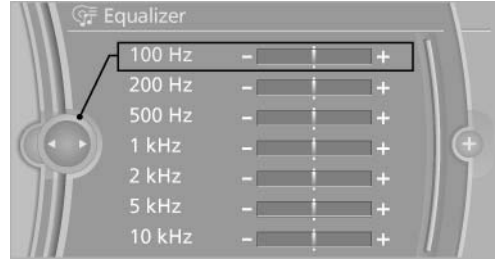 Equalizer
100 Hz - +
200 Hz - +
500 Hz - +
1 kHz - +
2 kHz - +
5 kHz - +
10 kHz - +